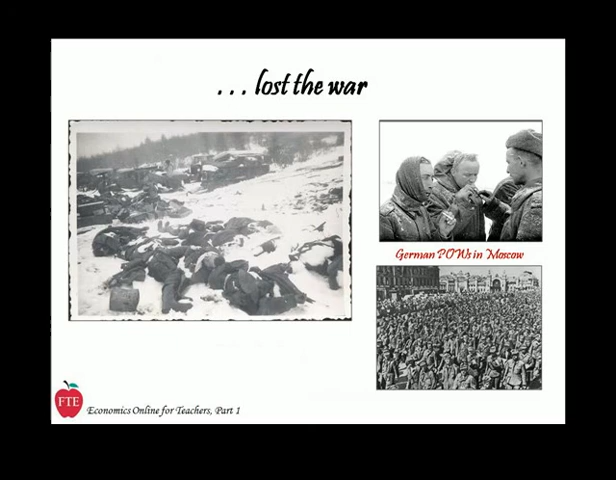 . . . lost the war
German POWs in Moscow
FTE
Economics Online for Teachers, Part 1